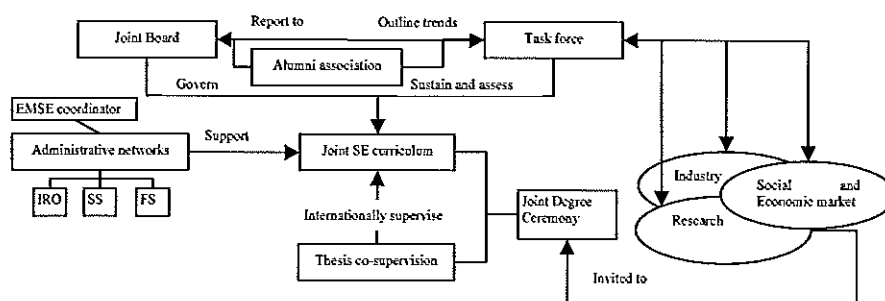 Report to
Outline trends
Joint Board
Task force
Alumni association
Govern
Sustain and assess
EMSE coordinator
Support
Administrative networks
Joint SE curriculum
IRO
SS
FS
Industry
Social and
Economic market
Joint Degree
Ceremony
Internationally supervise
Research
Thesis co-supervision
Invited to